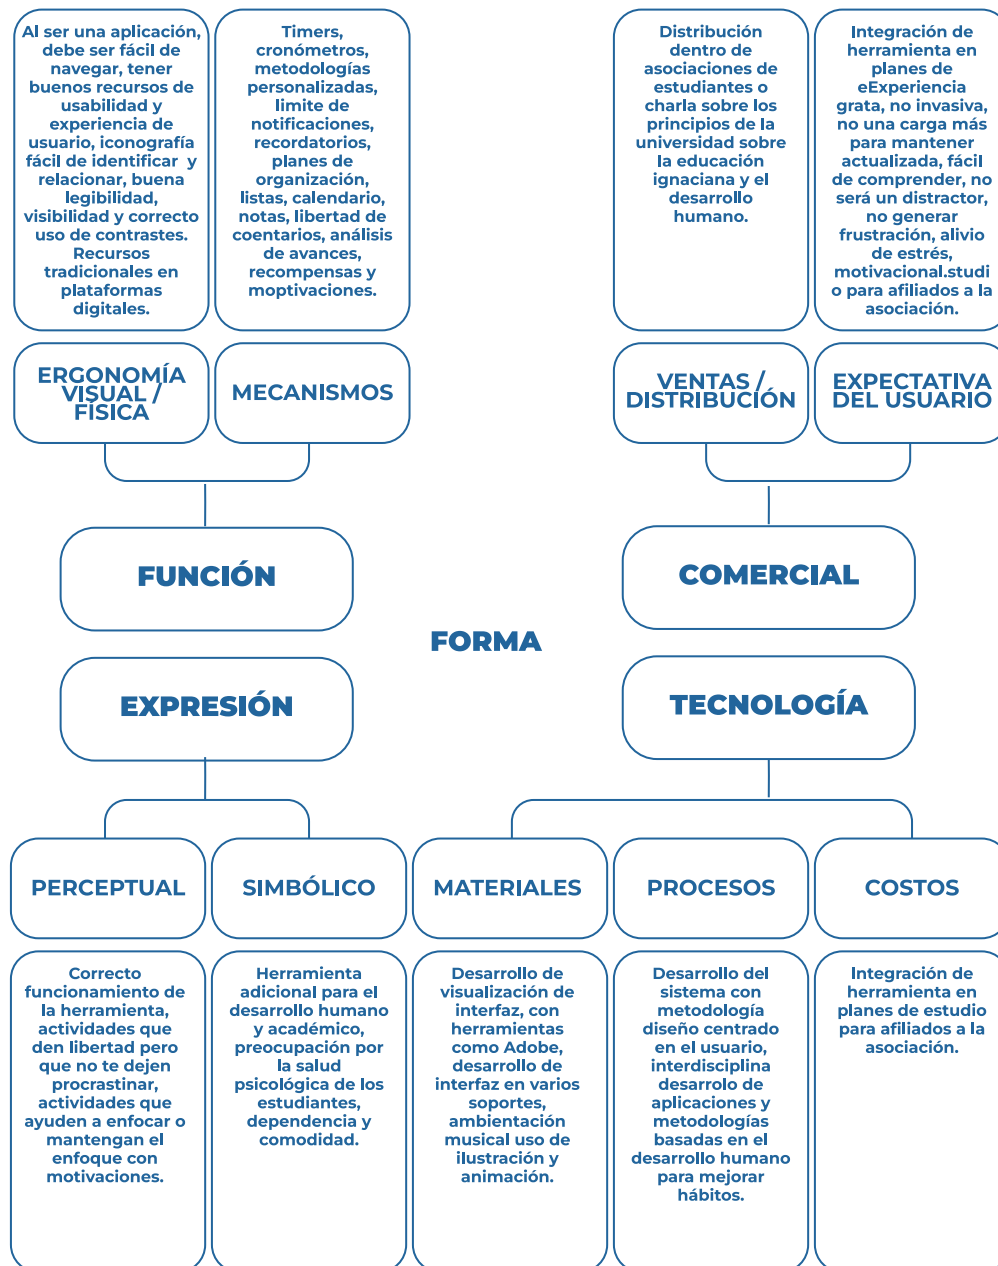 Al ser una aplicación,
debe ser fácil de
navegar, tener
buenos recursos de
usabilidad y
experiencia de
usuario, iconografía
fácil de identificar y
relacionar, buena
legibilidad,
visibilidad y correcto
uso de contrastes.
Recursos
tradicionales en
plataformas
digitales.
Timers,
cronómetros,
metodologías
personalizadas,
limite de
notificaciones,
recordatorios,
planes de
organización,
listas, calendario,
notas, libertad de
coentarios, análisis
de avances,
recompensas y
moptivaciones.
Distribución
dentro de
asociaciones de
estudiantes o
charla sobre los
principios de la
universidad sobre
la educación
ignaciana y el
desarrollo
humano.
Integración de
herramienta en
planes de
eExperiencia
grata, no invasiva,
no una carga más
para mantener
actualizada, fácil
de comprender, no
será un distractor,
no generar
frustración, alivio
de estrés,
motivacional.studi
o para afiliados a la
asociación.
ERGONOMÍA
VISUAL /
FÍSICA
MECANISMOS
VENTAS /
DISTRIBUCIÓN
EXPECTATIVA
DEL USUARIO
FUNCIÓN
COMERCIAL
FORMA
EXPRESIÓN
TECNOLOGÍA
PERCEPTUAL
SIMBÓLICO
MATERIALES
PROCESOS
COSTOS
Correcto
funcionamiento de
la herramienta,
actividades que
den libertad pero
que no te dejen
procrastinar,
actividades que
ayuden a enfocar o
mantengan el
enfoque con
motivaciones.
Herramienta
adicional para el
desarrollo humano
y académico,
preocupación por
la salud
psicológica de los
estudiantes,
dependencia y
comodidad.
Desarrollo de
visualización de
interfaz, con
herramientas
como Adobe,
desarrollo de
interfaz en varios
soportes,
ambientación
musical uso de
ilustración y
animación.
Desarrollo del
sistema con
metodología
diseño centrado
en el usuario,
interdisciplina
desarrolo de
aplicaciones y
metodologías
basadas en el
desarrollo humano
para mejorar
hábitos.
Integración de
herramienta en
planes de estudio
para afiliados a la
asociación.